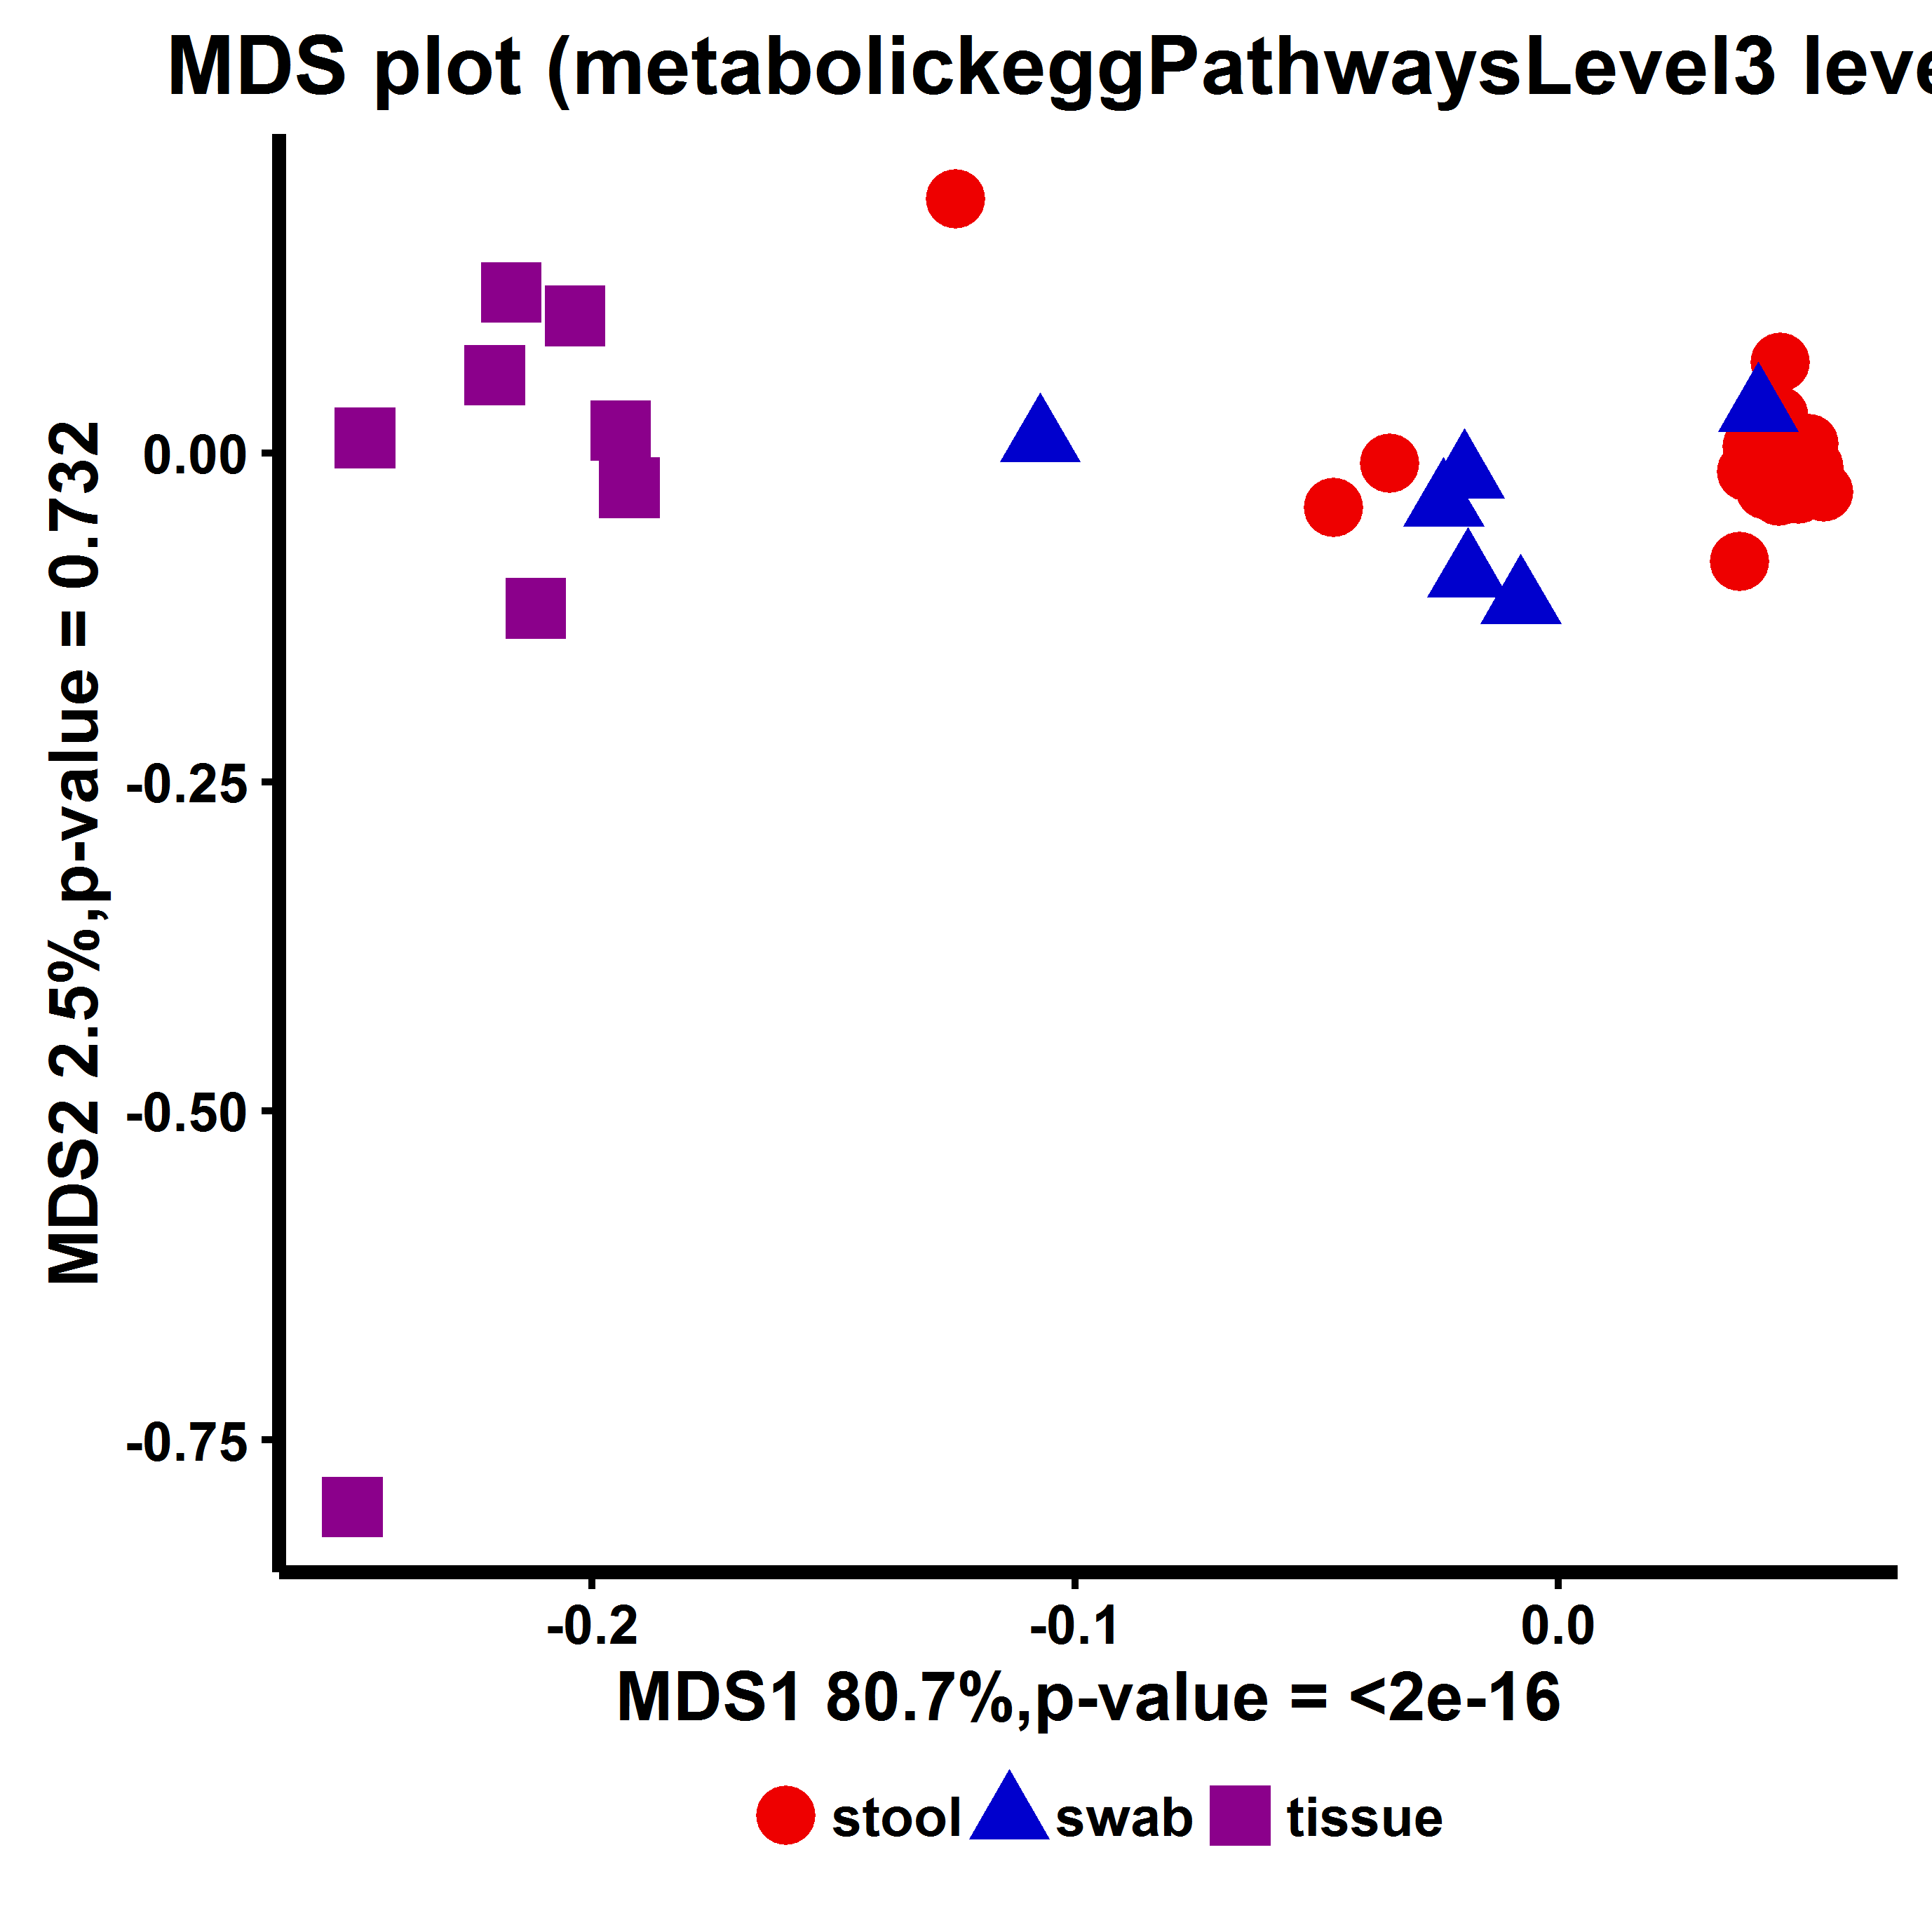 MDS plot (metabolickeggPathwaysLevel3 leve
MDS2 2.5%,p-value = 0.732
0.00
-0.25
-0.50
-0.75
-0.2
-0.1
0.0
MDS1 80.7%,p-value = <2e-16
stool swab tissue